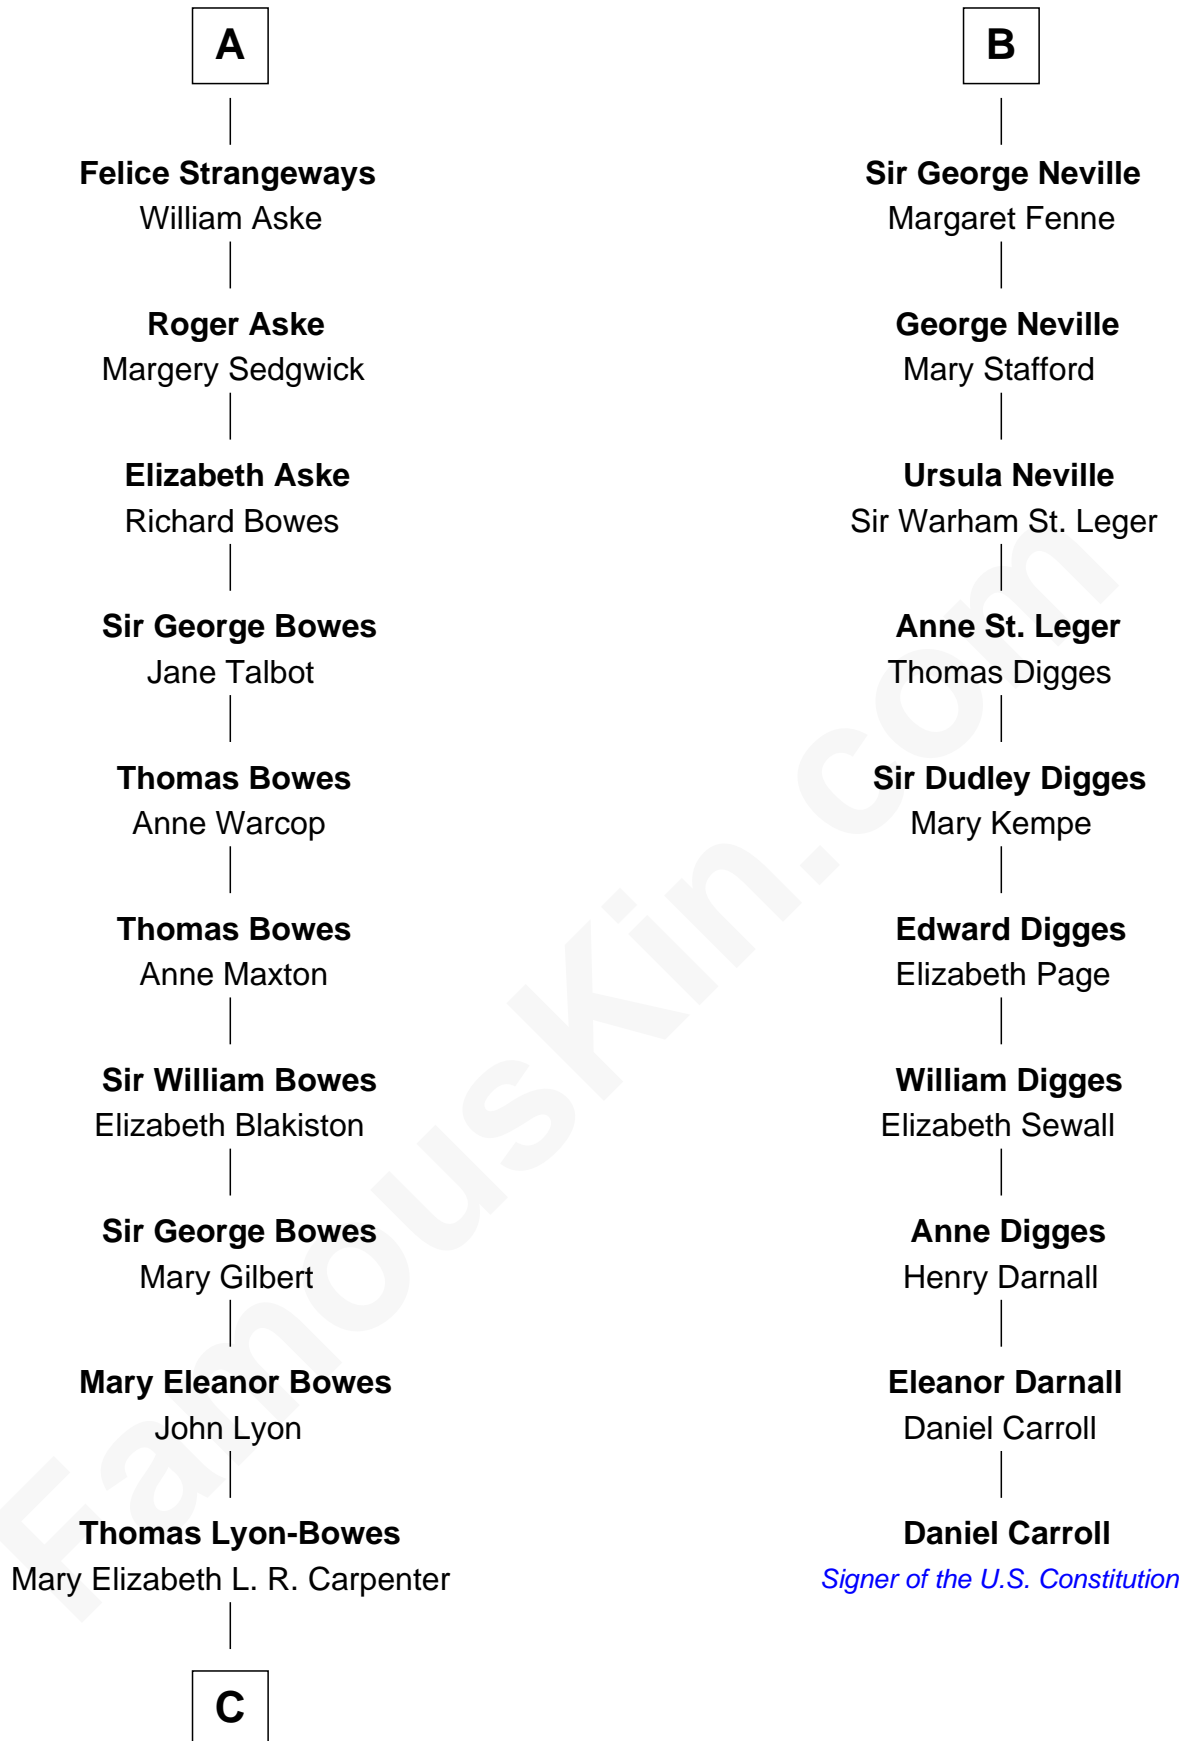 A
Felice Strangeways
William Aske
Roger Aske
Margery Sedgwick
Elizabeth Aske
Richard Bowes
Sir George Bowes
Jane Talbot
Thomas Bowes
Anne Warcop
Thomas Bowes
Anne Maxton
Sir William Bowes
Elizabeth Blakiston
Sir George Bowes
Mary Gilbert
Mary Eleanor Bowes
John Lyon
Thomas Lyon-Bowes
Mary Elizabeth L. R. Carpenter
C
B
Sir George Neville
Margaret Fenne
George Neville
Mary Stafford
Ursula Neville
Sir Warham St. Leger
Anne St. Leger
Thomas Digges
Sir Dudley Digges
Mary Kempe
Edward Digges
Elizabeth Page
William Digges
Elizabeth Sewall
Anne Digges
Henry Darnall
Eleanor Darnall
Daniel Carroll
Daniel Carroll
Signer of the U.S. Constitution
FamousKin.com